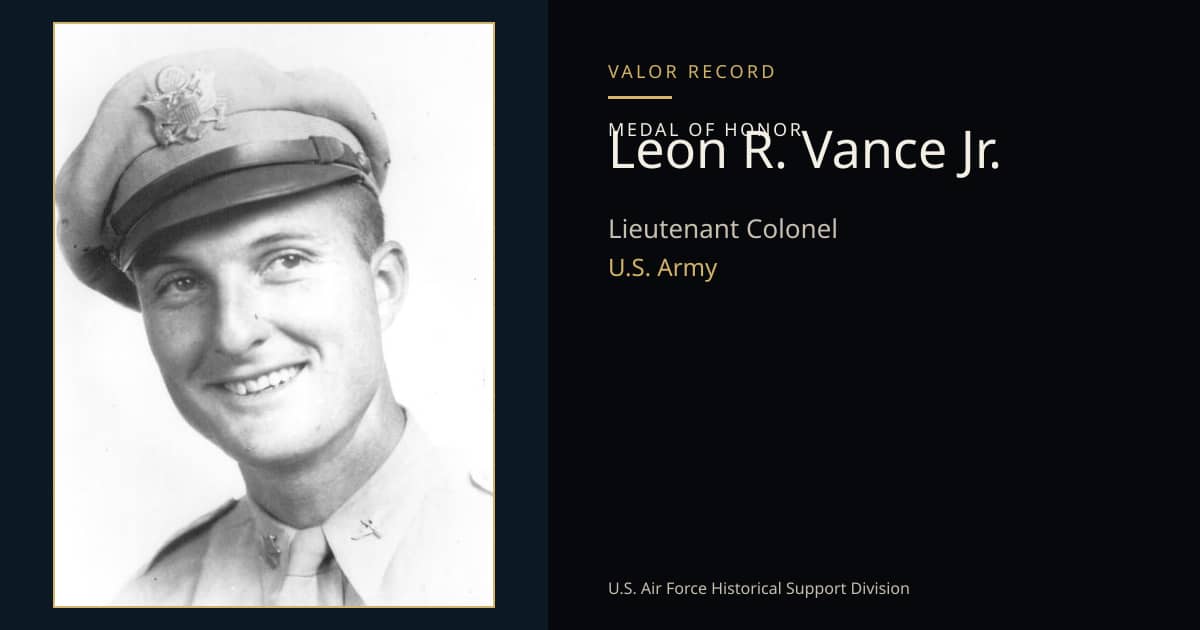 VALOR RECORD
MEDAL OF HONOR
Leon R. Vance Jr.
Lieutenant Colonel
U.S. Army
U.S. Air Force Historical Support Division